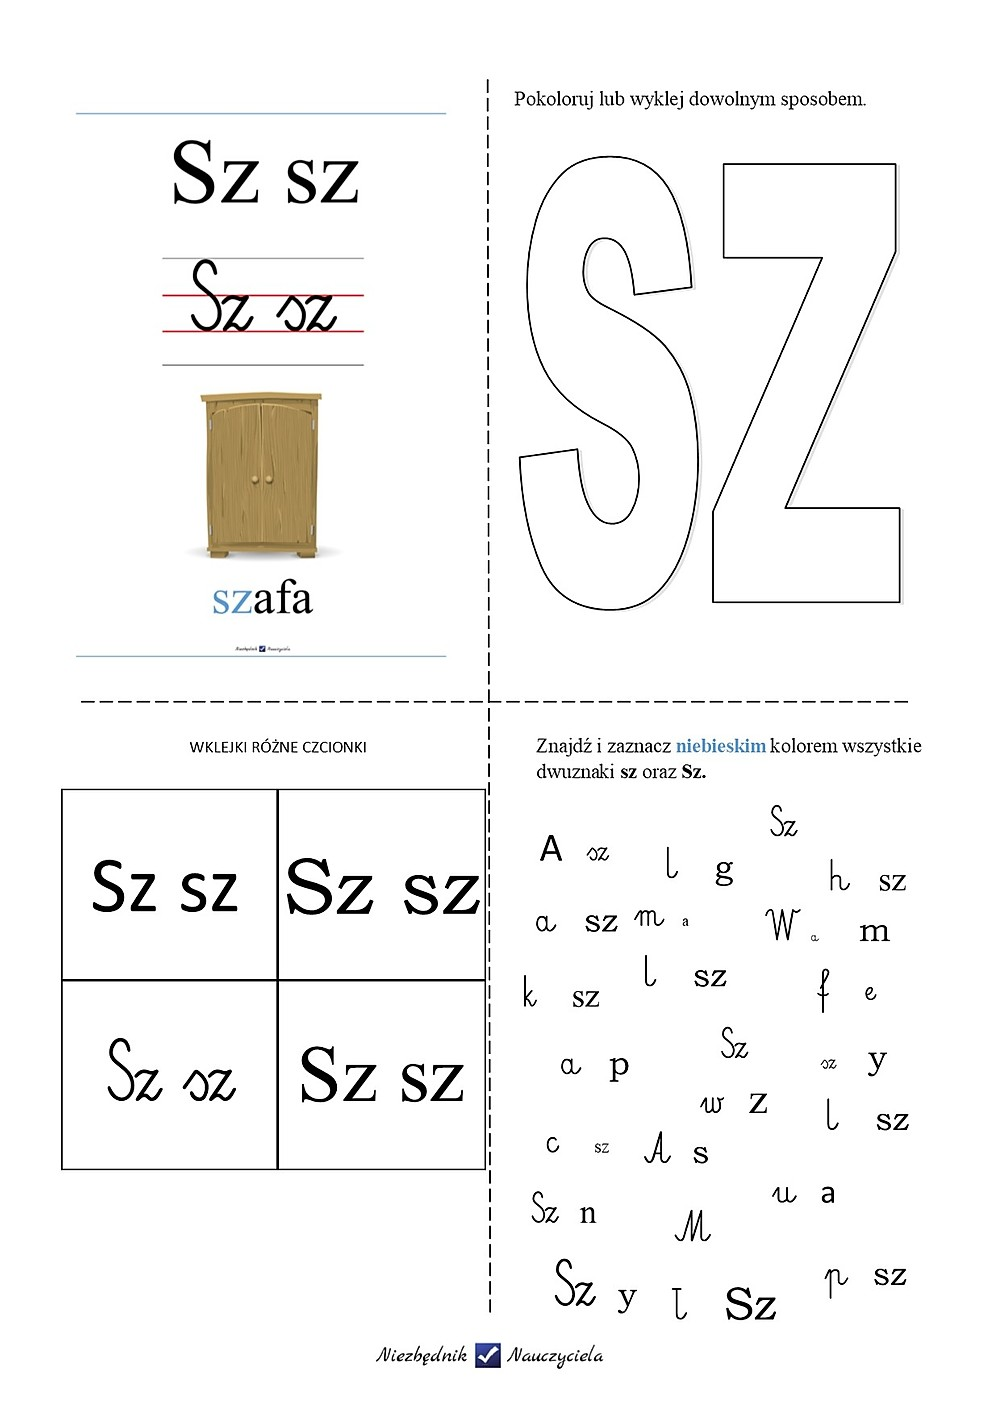 Sz sz
Sz sz
szafa
Niezbędnik Nauczyciela
Pokoloruj lub wyklej dowolnym sposobem.
SZ
WKLEJKI RÓŻNE CZCIONKI
Sz sz Sz sz
Sz sz Sz sz
Znajdź i zaznacz niebieskim kolorem wszystkie
dwuznaki sz oraz Sz.
Sz
A sz l g h sz
a sz m a W a m
k sz l sz f e
a p Sz sz y
w z l sz
c sz A s
u a
Sz n M
Sz y l Sz p sz
Niezbędnik Nauczyciela